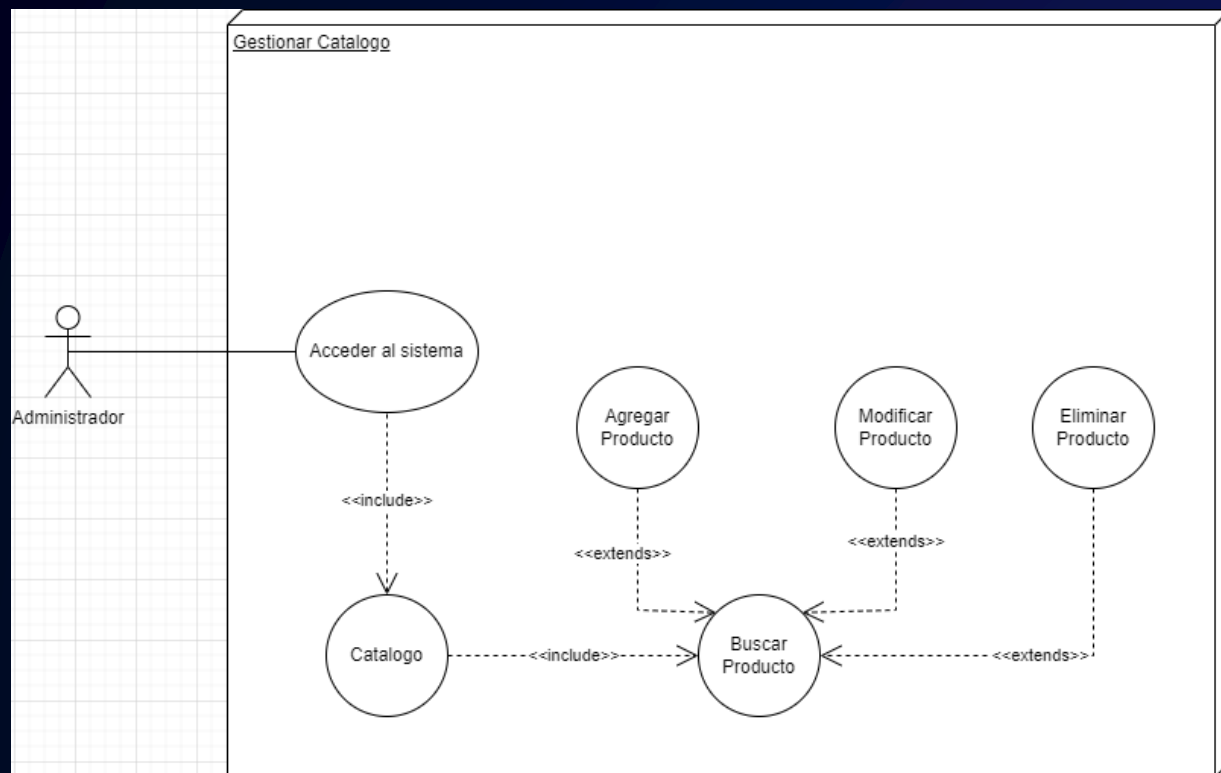 Gestionar Catalogo
Administrador
Acceder al sistema
Agregar
Producto
Modificar
Producto
Eliminar
Producto
<<include>>
<<extends>>
<<extends>>
Catalogo
<<include>>
Buscar
Producto
<<extends>>